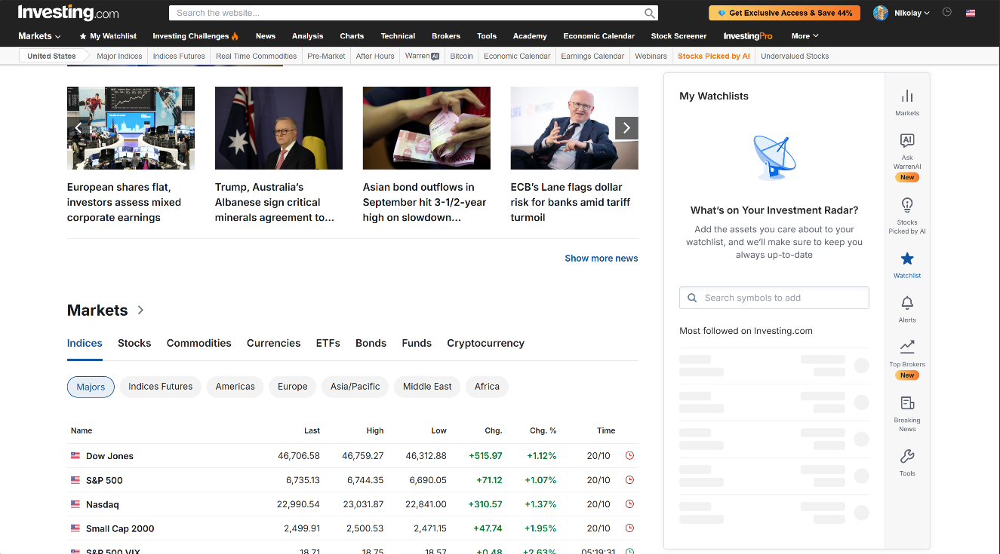 Investing.com
Search the website...
Get Exclusive Access & Save 44%
Nikolay
Markets
My Watchlist
Investing Challenges
News
Analysis
Charts
Technical
Brokers
Tools
Academy
Economic Calendar
Stock Screener
InvestingPro
More
United States
Major Indices
Indices Futures
Real Time Commodities
Pre-Market
After Hours
Warren AI
Bitcoin
Economic Calendar
Earnings Calendar
Webinars
Stocks Picked by AI
Undervalued Stocks
European shares flat,
investors assess mixed
corporate earnings
Trump, Australia’s
Albanese sign critical
minerals agreement to...
Asian bond outflows in
September hit 3-1/2-year
high on slowdown...
ECB’s Lane flags dollar
risk for banks amid tariff
turmoil
Show more news
Markets
Indices
Stocks
Commodities
Currencies
ETFs
Bonds
Funds
Cryptocurrency
Majors
Indices Futures
Americas
Europe
Asia/Pacific
Middle East
Africa
Name Last High Low Chg. Chg. % Time
Dow Jones 46,706.58 46,759.27 46,312.88 +515.97 +1.12% 20/10
S&P 500 6,735.13 6,744.35 6,690.05 +71.12 +1.07% 20/10
Nasdaq 22,990.54 23,031.87 22,841.00 +310.57 +1.37% 20/10
Small Cap 2000 2,499.91 2,500.53 2,471.15 +47.74 +1.95% 20/10
S&P 500 VIX 18.71 18.75 18.57 +0.48 +2.63% 05:19:31
My Watchlists
What’s on Your Investment Radar?
Add the assets you care about to your
watchlist, and we’ll make sure to keep you
always up-to-date
Search symbols to add
Most followed on Investing.com
Markets
AI
Ask
WarrenAI
New
Stocks
Picked by AI
Watchlist
Alerts
Top Brokers
New
Breaking
News
Tools